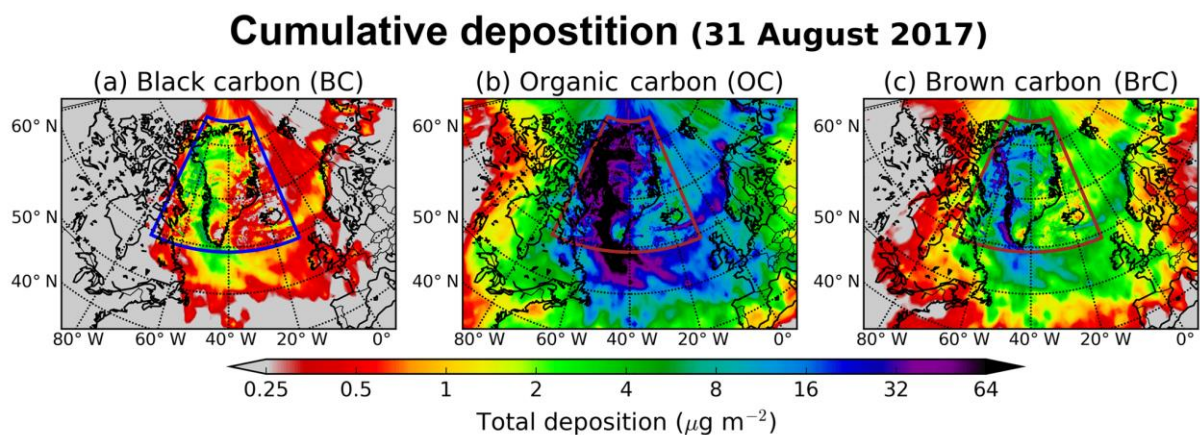 Cumulative depostition (31 August 2017)
(a) Black carbon (BC) (b) Organic carbon (OC) (c) Brown carbon (BrC)
60° N 60° N 60° N
50° N 50° N 50° N
40° N 40° N 40° N
80° W 60° W 40° W 20° W 0° 80° W 60° W 40° W 20° W 0° 80° W 60° W 40° W 20° W 0°
0.25 0.5 1 2 4 8 16 32 64
Total deposition (μg m⁻²)